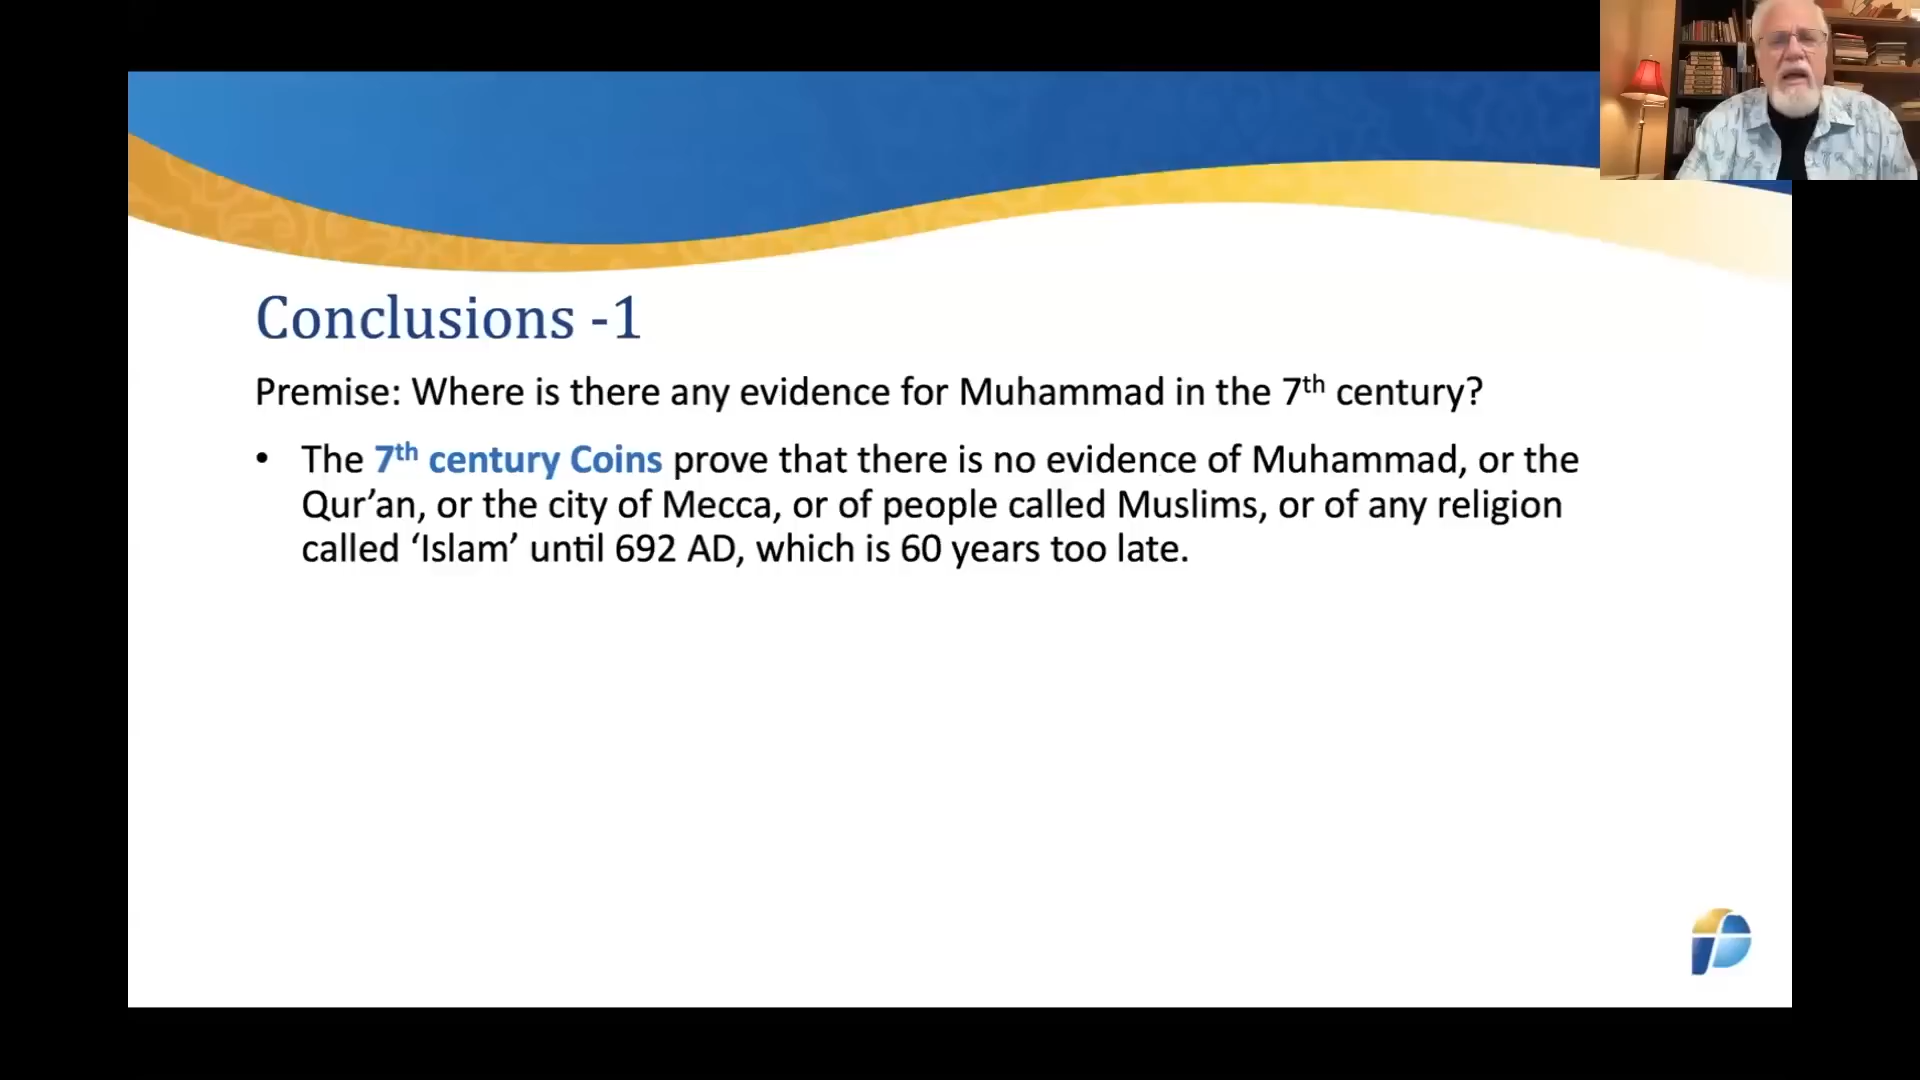 Conclusions -1
Premise: Where is there any evidence for Muhammad in the 7th century?
• The 7th century Coins prove that there is no evidence of Muhammad, or the
Qur’an, or the city of Mecca, or of people called Muslims, or of any religion
called ‘Islam’ until 692 AD, which is 60 years too late.